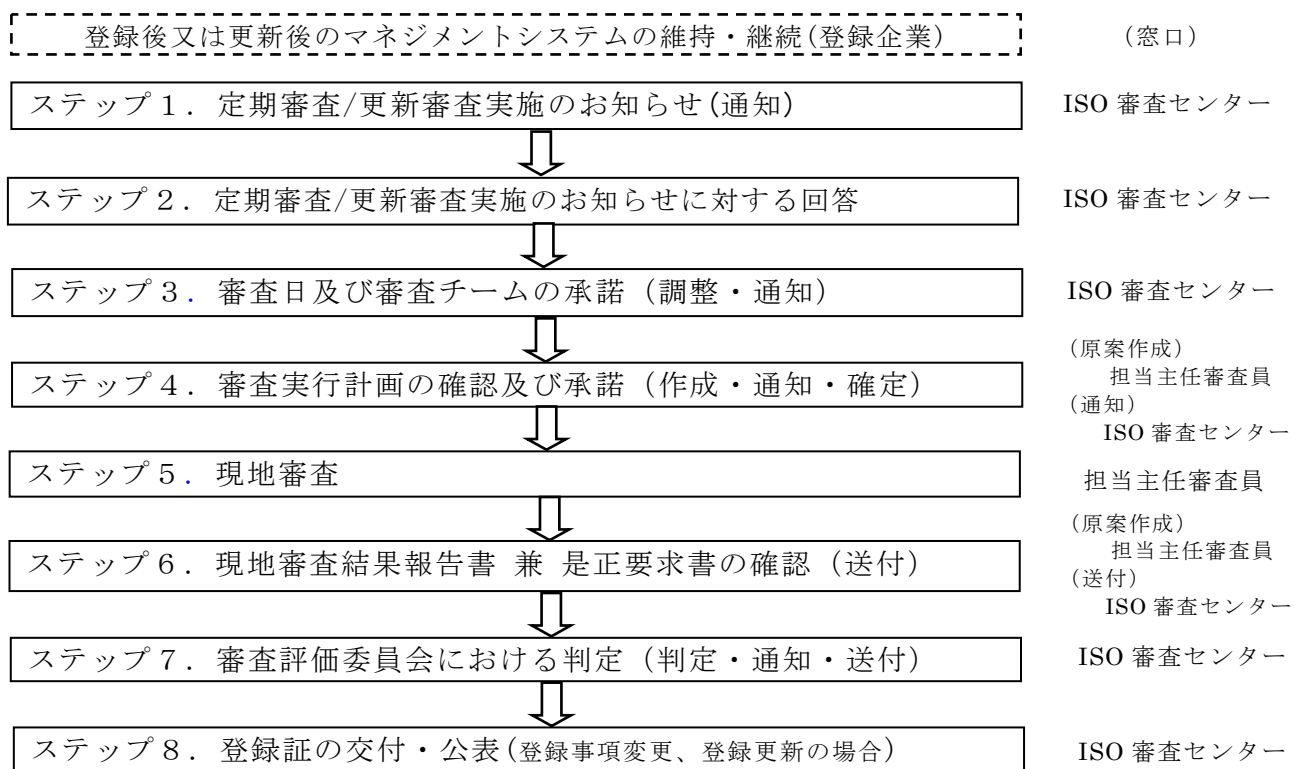 登録後又は更新後のマネジメントシステムの維持・継続(登録企業)
（窓口）
ステップ１．定期審査/更新審査実施のお知らせ(通知)
ISO 審査センター
ステップ２．定期審査/更新審査実施のお知らせに対する回答
ISO 審査センター
ステップ３．審査日及び審査チームの承諾（調整・通知）
ISO 審査センター
ステップ４．審査実行計画の確認及び承諾（作成・通知・確定）
（原案作成）
担当主任審査員
（通知）
ISO 審査センター
ステップ５．現地審査
担当主任審査員
ステップ６．現地審査結果報告書 兼 是正要求書の確認（送付）
（原案作成）
担当主任審査員
（送付）
ISO 審査センター
ステップ７．審査評価委員会における判定（判定・通知・送付）
ISO 審査センター
ステップ８．登録証の交付・公表(登録事項変更、登録更新の場合)
ISO 審査センター